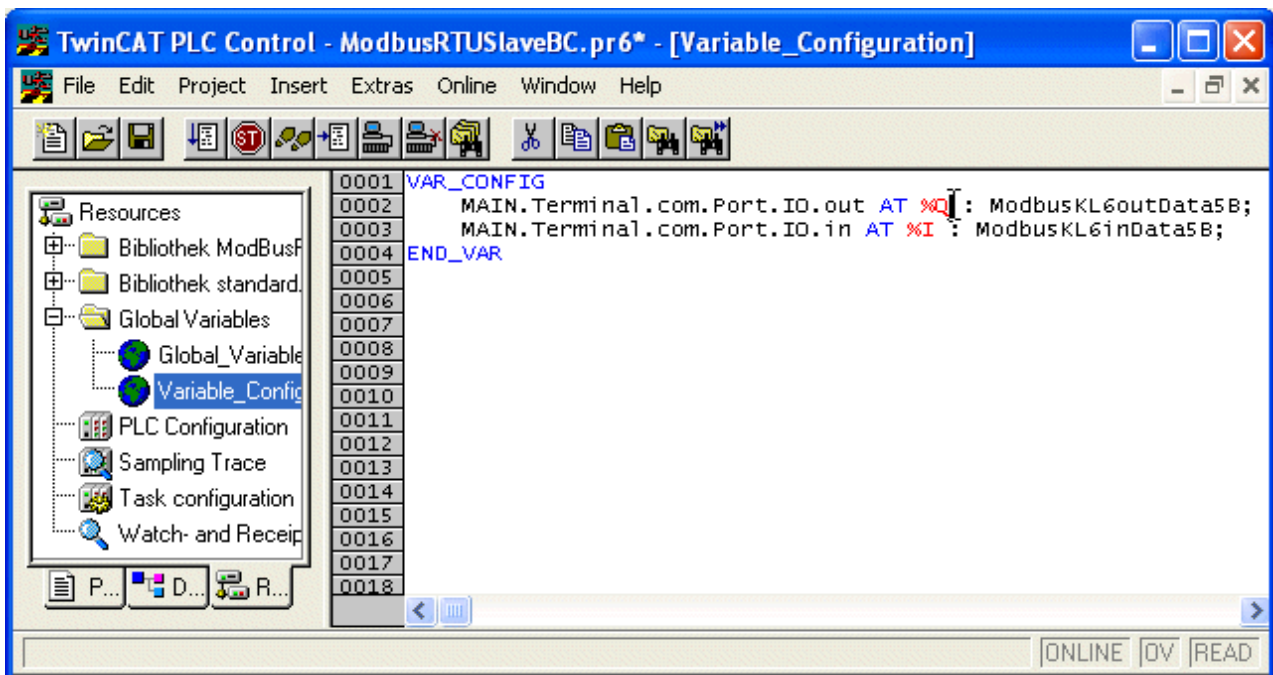 TwinCAT PLC Control - ModbusRTUSlaveBC.pr6* - [Variable_Configuration]
File Edit Project Insert Extras Online Window Help
ST
Resources
Bibliothek ModBusF
Bibliothek standard.
Global Variables
Global_Variable
Variable_Config
PLC Configuration
Sampling Trace
Task configuration
Watch- and Receip
P... D... R...
0001 VAR_CONFIG
0002 MAIN.Terminal.com.Port.IO.out AT %Q : ModbusKL6outData5B;
0003 MAIN.Terminal.com.Port.IO.in AT %I : ModbusKL6inData5B;
0004 END_VAR
0005
0006
0007
0008
0009
0010
0011
0012
0013
0014
0015
0016
0017
0018
ONLINE OV READ